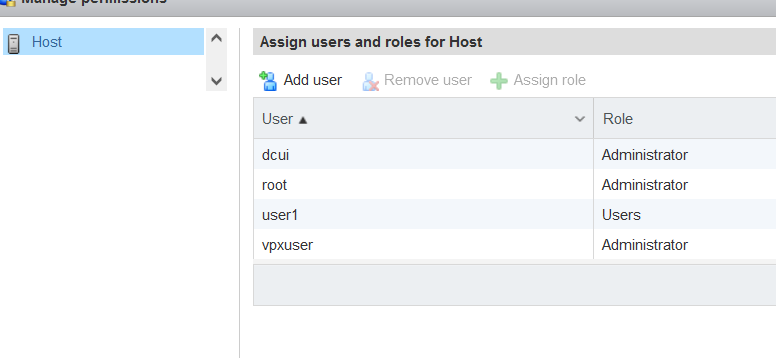 Manage permissions
Host
Assign users and roles for Host
Add user Remove user Assign role
User Role
dcui Administrator
root Administrator
user1 Users
vpxuser Administrator